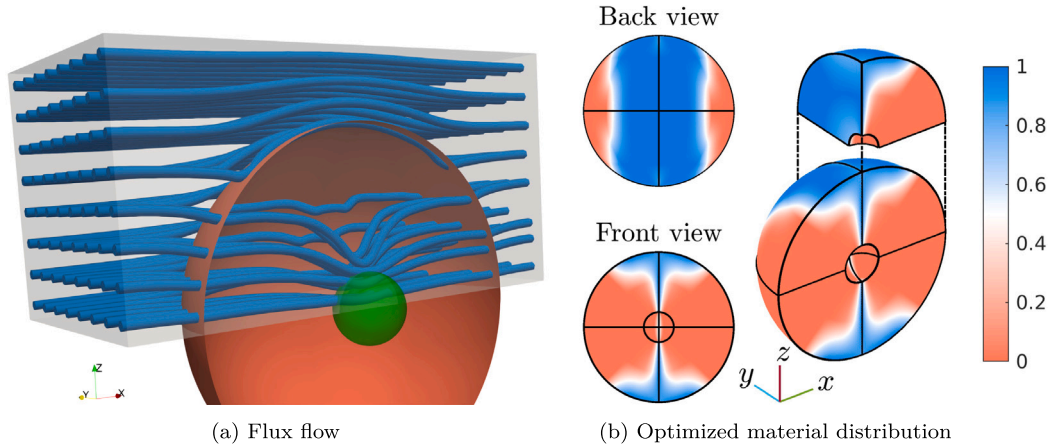 Back view
Front view
1
0.8
0.6
0.4
0.2
0
z
y
x
Z
Y
X
(a) Flux flow
(b) Optimized material distribution